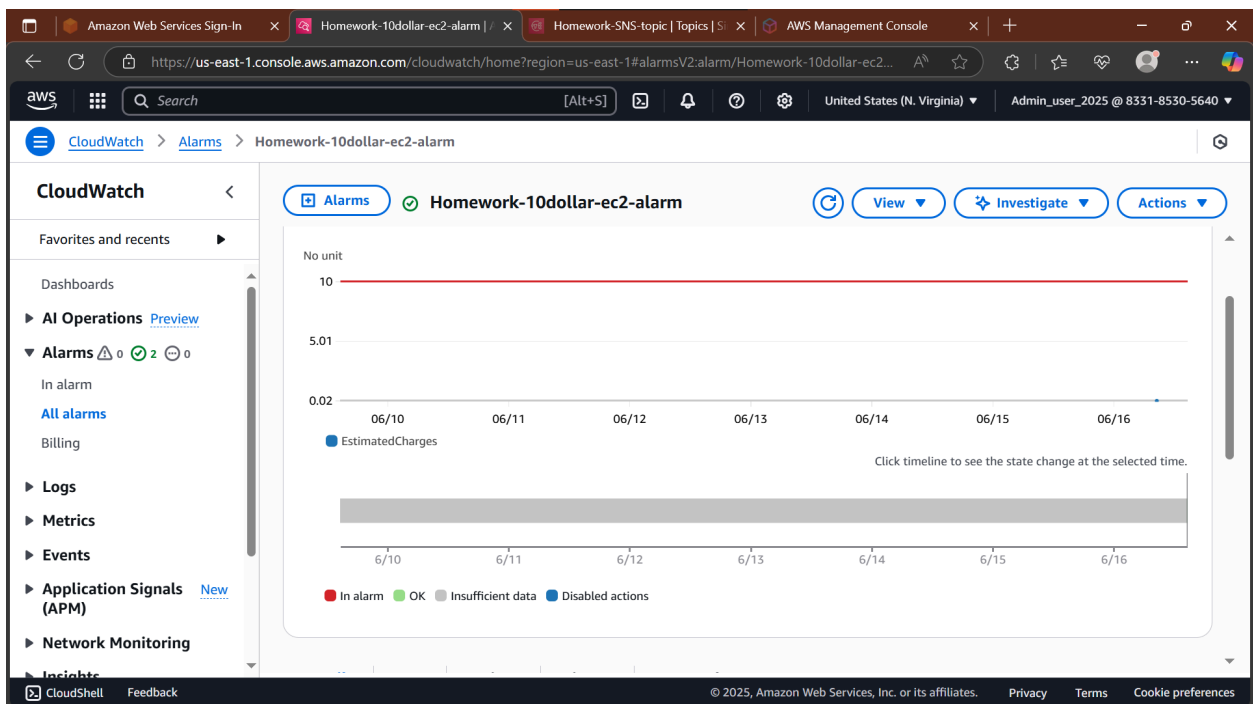 Amazon Web Services Sign-In
Homework-10dollar-ec2-alarm | A
Homework-SNS-topic | Topics | Si
AWS Management Console
https://us-east-1.console.aws.amazon.com/cloudwatch/home?region=us-east-1#alarmsV2:alarm/Homework-10dollar-ec2...
aws
Search
[Alt+S]
United States (N. Virginia)
Admin_user_2025 @ 8331-8530-5640
CloudWatch > Alarms > Homework-10dollar-ec2-alarm
CloudWatch
Favorites and recents
Dashboards
AI Operations Preview
Alarms 0 2 0
In alarm
All alarms
Billing
Logs
Metrics
Events
Application Signals (APM) New
Network Monitoring
Insights
Alarms
Homework-10dollar-ec2-alarm
View
Investigate
Actions
No unit
10
5.01
0.02
06/10 06/11 06/12 06/13 06/14 06/15 06/16
EstimatedCharges
Click timeline to see the state change at the selected time.
6/10 6/11 6/12 6/13 6/14 6/15 6/16
In alarm OK Insufficient data Disabled actions
CloudShell Feedback
© 2025, Amazon Web Services, Inc. or its affiliates. Privacy Terms Cookie preferences